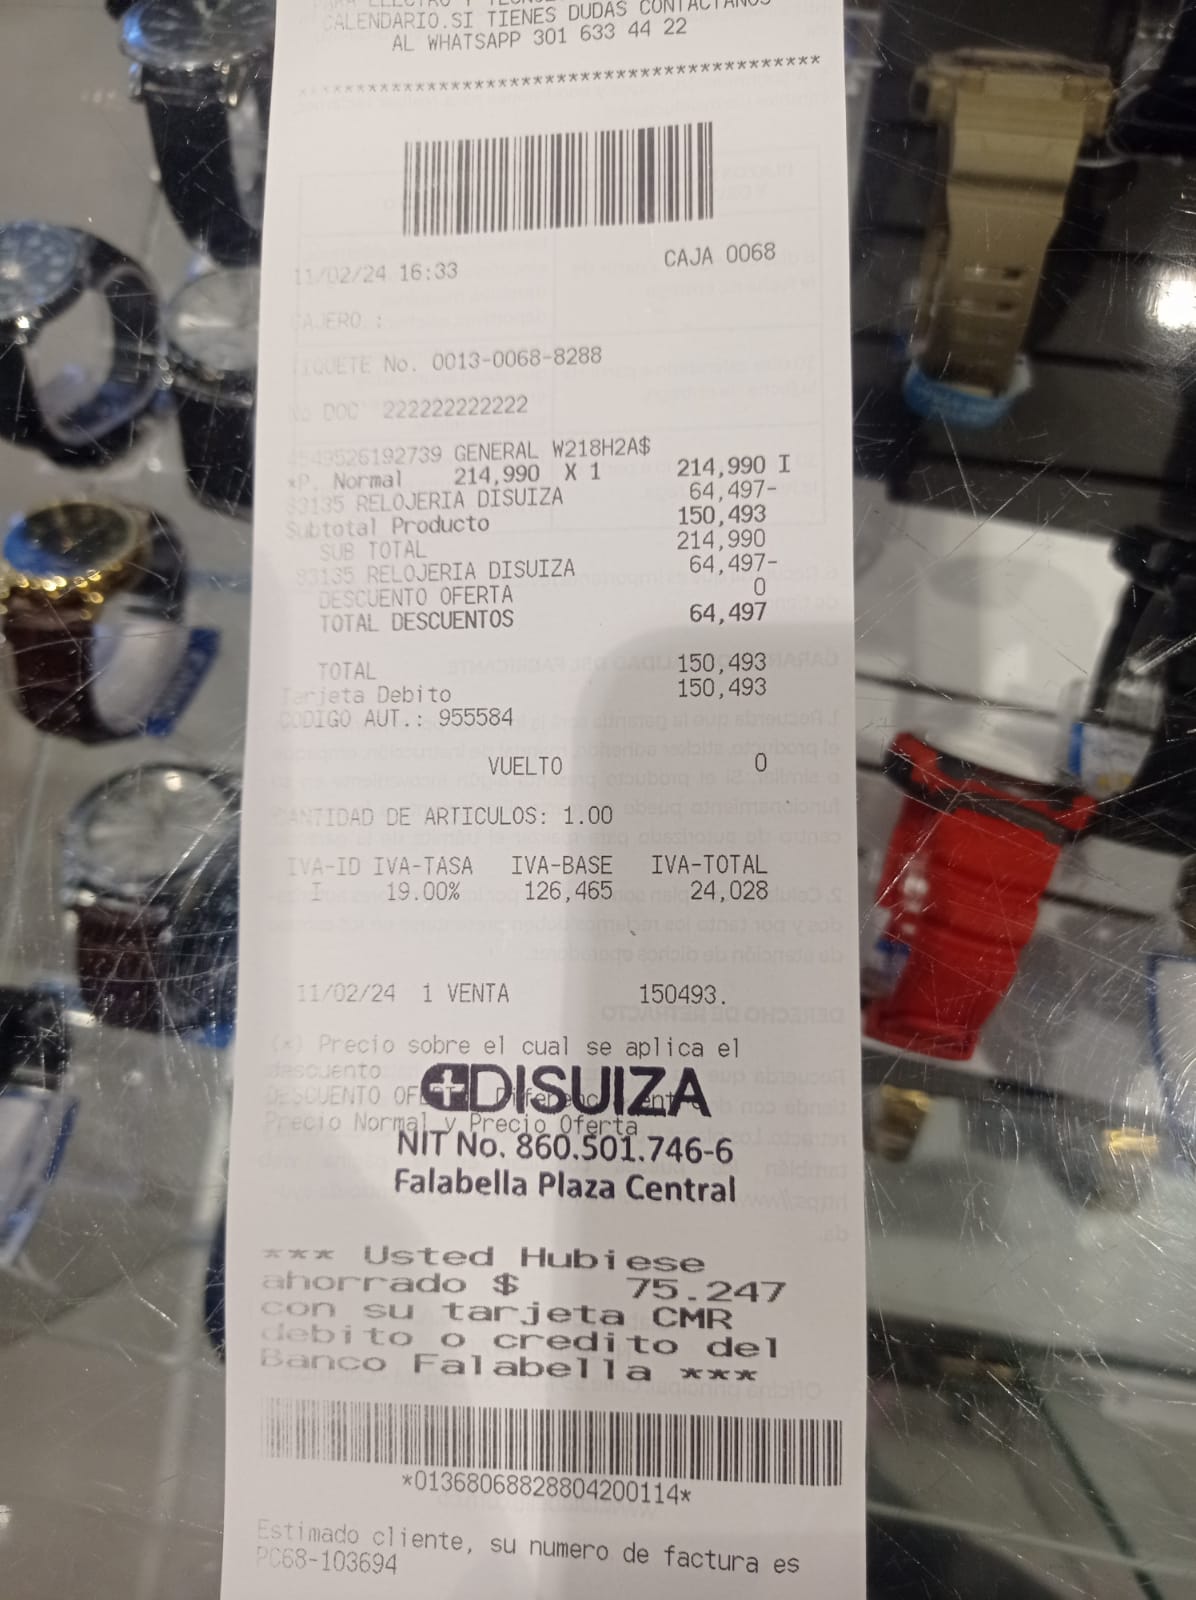 CALENDARIO.SI TIENES DUDAS CONTACTANOS
AL WHATSAPP 301 633 44 22
****************************************
11/02/24 16:33 CAJA 0068
CAJERO :
TIQUETE No. 0013-0068-8288
No DOC 222222222222
4549526192739 GENERAL W218H2A$
*P. Normal 214,990 X 1 214,990 I
83135 RELOJERIA DISUIZA 64,497-
Subtotal Producto 150,493
SUB TOTAL 214,990
83135 RELOJERIA DISUIZA 64,497-
DESCUENTO OFERTA 0
TOTAL DESCUENTOS 64,497
TOTAL 150,493
Tarjeta Debito 150,493
CODIGO AUT.: 955584
VUELTO 0
CANTIDAD DE ARTICULOS: 1.00
IVA-ID IVA-TASA IVA-BASE IVA-TOTAL
I 19.00% 126,465 24,028
11/02/24 1 VENTA 150493.
(*) Precio sobre el cual se aplica el
descuento
DISUIZA
DESCUENTO OFERTA Diferencia entre
Precio Normal y Precio Oferta
NIT No. 860.501.746-6
Falabella Plaza Central
*** Usted Hubiese
ahorrado $ 75.247
con su tarjeta CMR
debito o credito del
Banco Falabella ***
*01368068828804200114*
Estimado cliente, su numero de factura es
PC68-103694